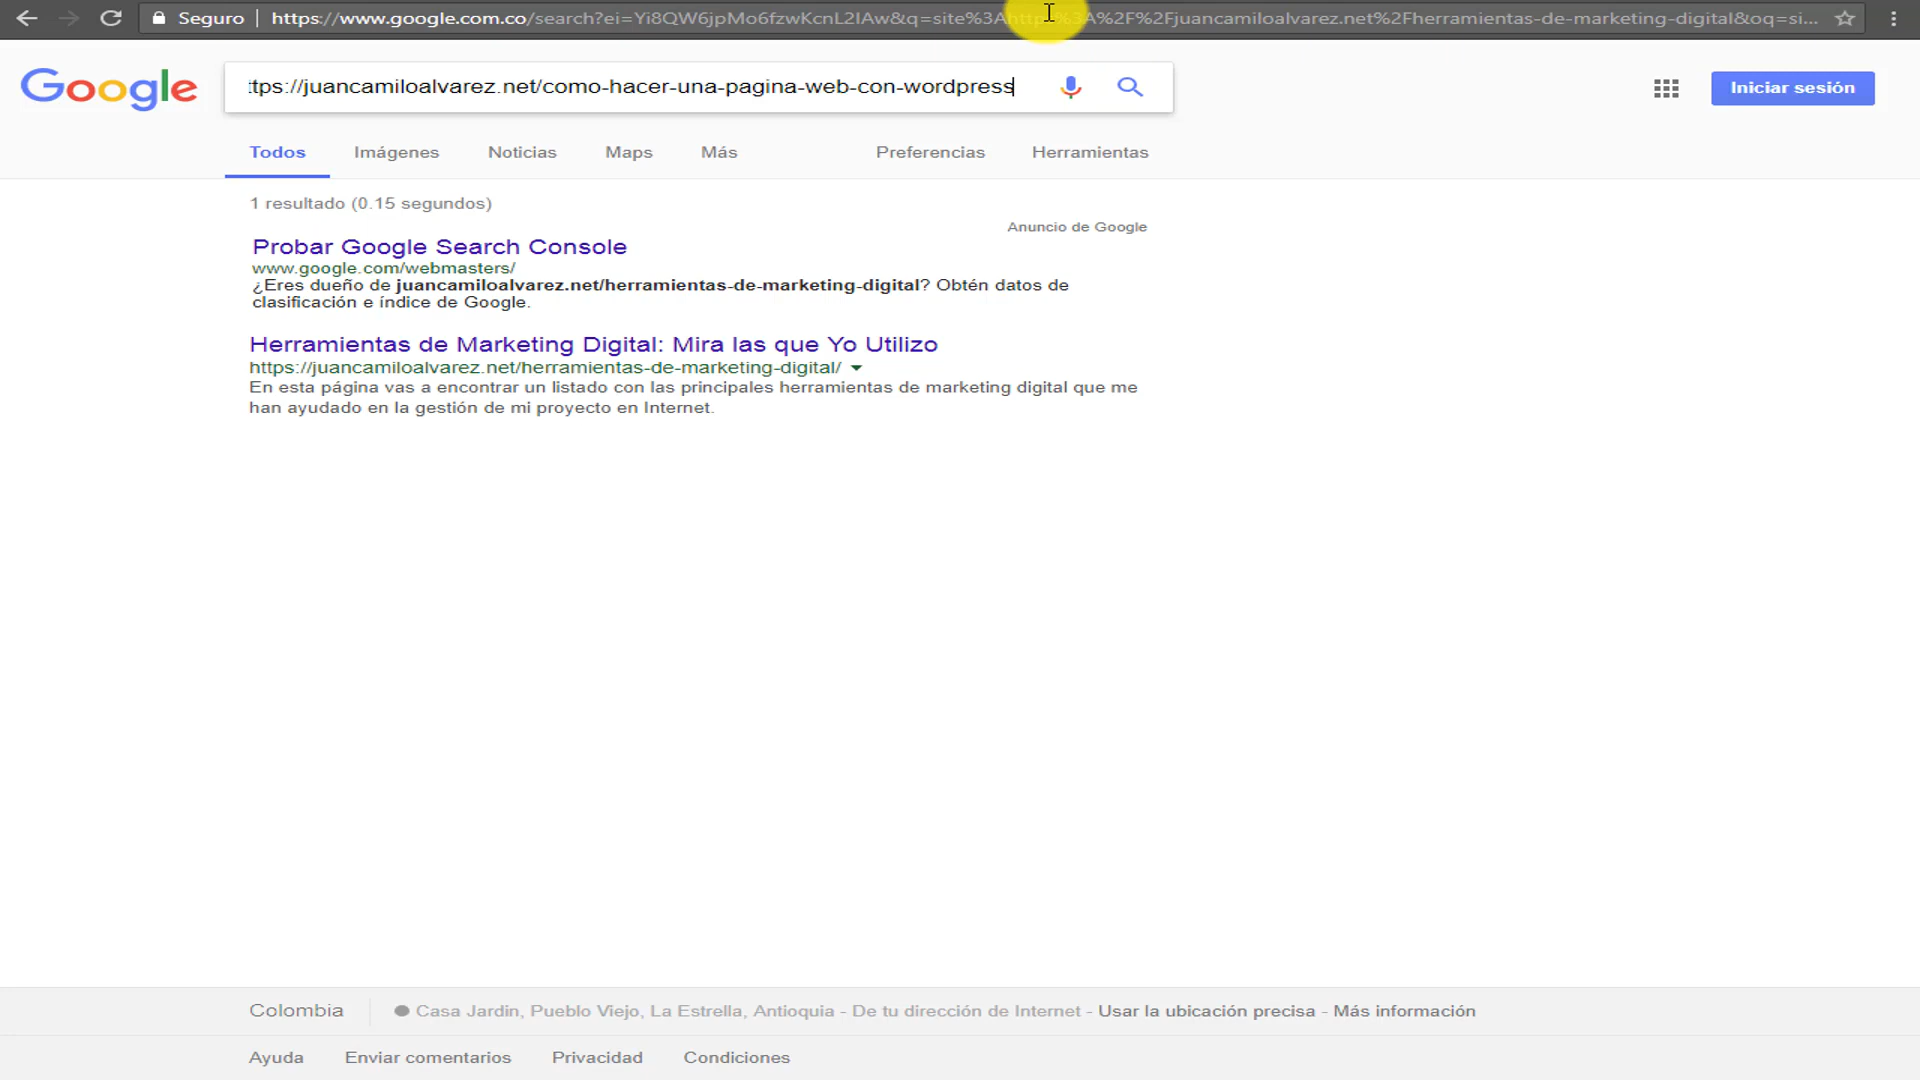 Seguro | https://www.google.com.co/search?ei=Yi8QW6jpMo6fzwKcnL2IAw&q=site%3Ahttps%3A%2F%2Fjuancamiloalvarez.net%2Fherramientas-de-marketing-digital&oq=si...
Google
ttps://juancamiloalvarez.net/como-hacer-una-pagina-web-con-wordpress
Iniciar sesión
Todos Imágenes Noticias Maps Más Preferencias Herramientas
1 resultado (0.15 segundos)
Anuncio de Google
Probar Google Search Console
www.google.com/webmasters/
¿Eres dueño de juancamiloalvarez.net/herramientas-de-marketing-digital? Obtén datos de
clasificación e índice de Google.
Herramientas de Marketing Digital: Mira las que Yo Utilizo
https://juancamiloalvarez.net/herramientas-de-marketing-digital/
En esta página vas a encontrar un listado con las principales herramientas de marketing digital que me
han ayudado en la gestión de mi proyecto en Internet.
Colombia Casa Jardin, Pueblo Viejo, La Estrella, Antioquia - De tu dirección de Internet - Usar la ubicación precisa - Más información
Ayuda Enviar comentarios Privacidad Condiciones